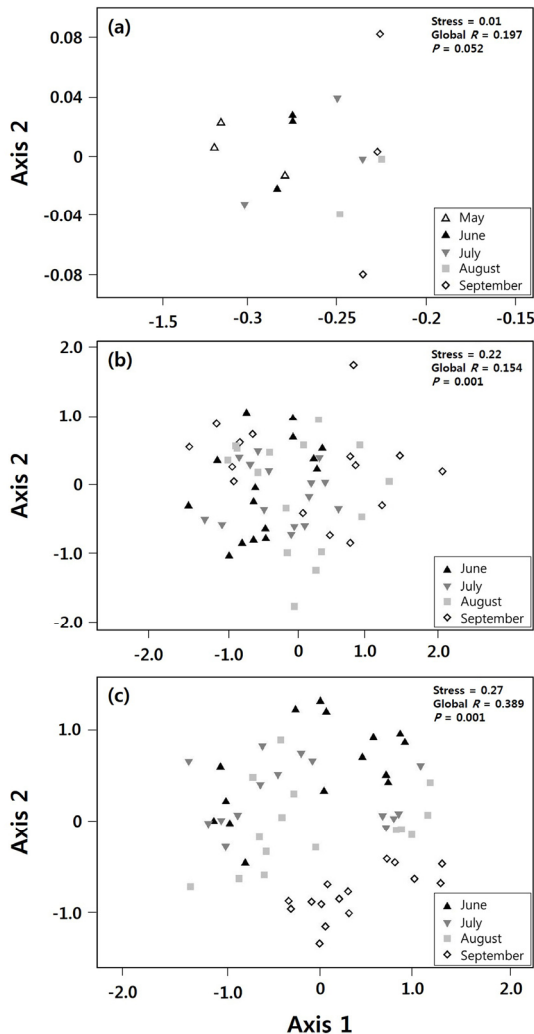 (a)
Stress = 0.01
Global R = 0.197
P = 0.052
Axis 2
0.08
0.04
0
-0.04
-0.08
May
June
July
August
September
-1.5
-0.3
-0.25
-0.2
-0.15
(b)
Stress = 0.22
Global R = 0.154
P = 0.001
Axis 2
2.0
1.0
0
-1.0
-2.0
June
July
August
September
-2.0
-1.0
0
1.0
2.0
(c)
Stress = 0.27
Global R = 0.389
P = 0.001
Axis 2
1.0
0
-1.0
June
July
August
September
-2.0
-1.0
0
1.0
2.0
Axis 1